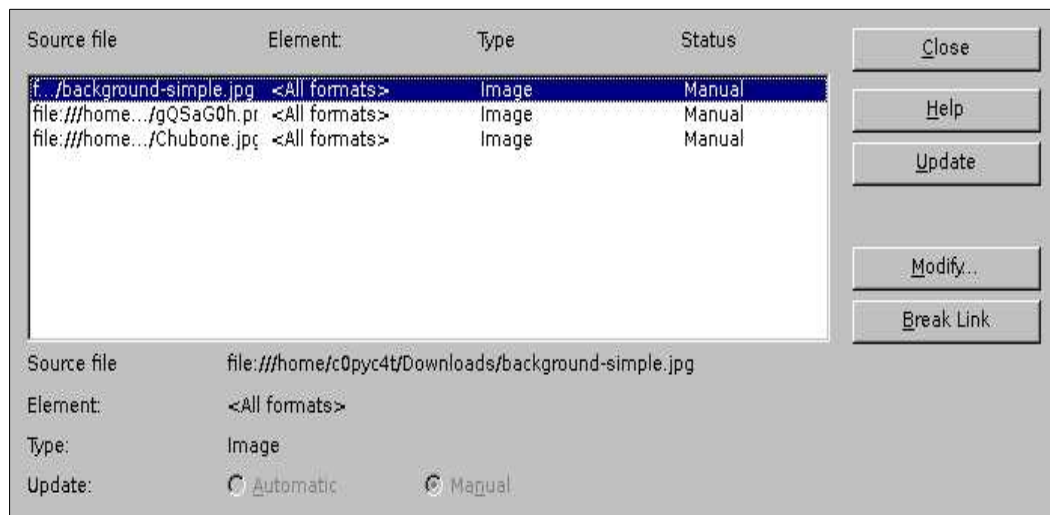 Source file Element: Type Status
f.../background-simple.jpg <All formats> Image Manual
file:///home.../gQSaG0h.pr <All formats> Image Manual
file:///home.../Chubone.jpg <All formats> Image Manual
Close
Help
Update
Modify...
Break Link
Source file file:///home/c0pyc4t/Downloads/background-simple.jpg
Element: <All formats>
Type: Image
Update: Automatic Manual